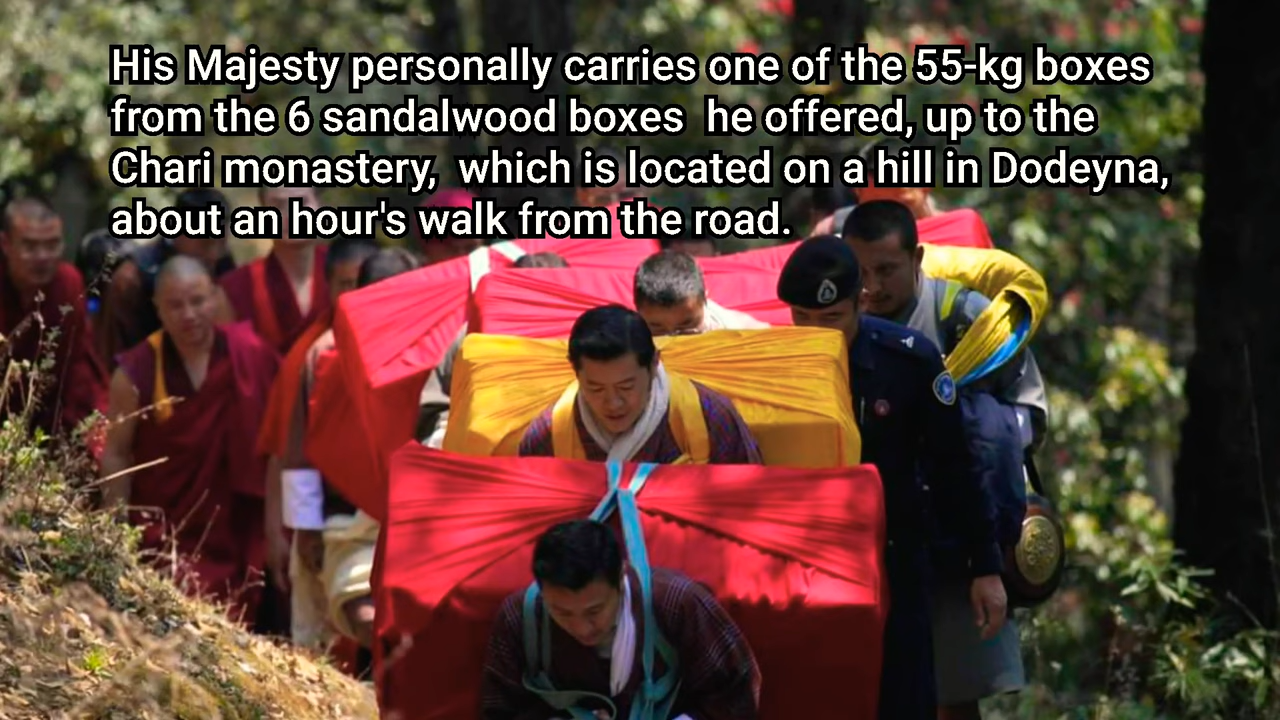 His Majesty personally carries one of the 55-kg boxes
from the 6 sandalwood boxes  he offered, up to the
Chari monastery,  which is located on a hill in Dodeyna,
about an hour's walk from the road.